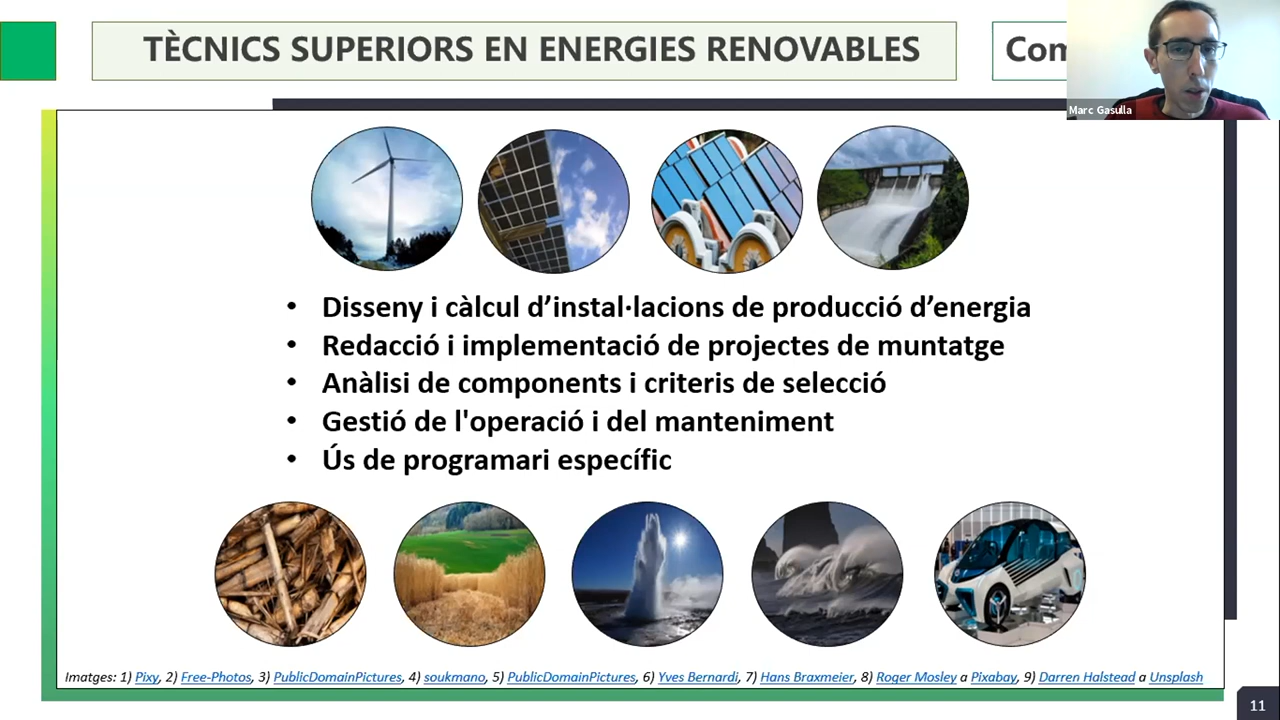 TÈCNICS SUPERIORS EN ENERGIES RENOVABLES
Marc Gasulla
• Disseny i càlcul d’instal·lacions de producció d’energia
• Redacció i implementació de projectes de muntatge
• Anàlisi de components i criteris de selecció
• Gestió de l'operació i del manteniment
• Ús de programari específic
Imatges: 1) Pixy, 2) Free-Photos, 3) PublicDomainPictures, 4) soukmano, 5) PublicDomainPictures, 6) Yves Bernardi, 7) Hans Braxmeier, 8) Roger Mosley a Pixabay, 9) Darren Halstead a Unsplash
11